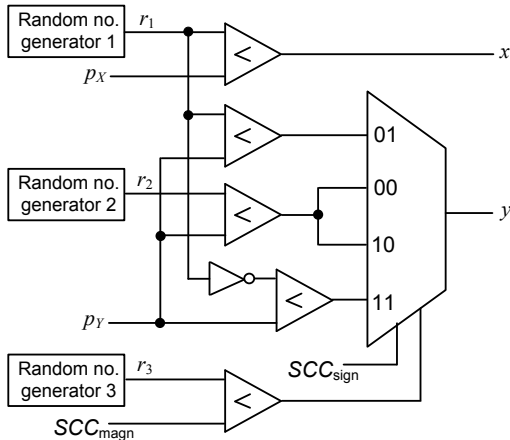 Random no. generator 1
r1
pX
<
x
<
01
Random no. generator 2
r2
<
00
10
y
<
11
pY
SCCsign
Random no. generator 3
r3
<
SCCmagn